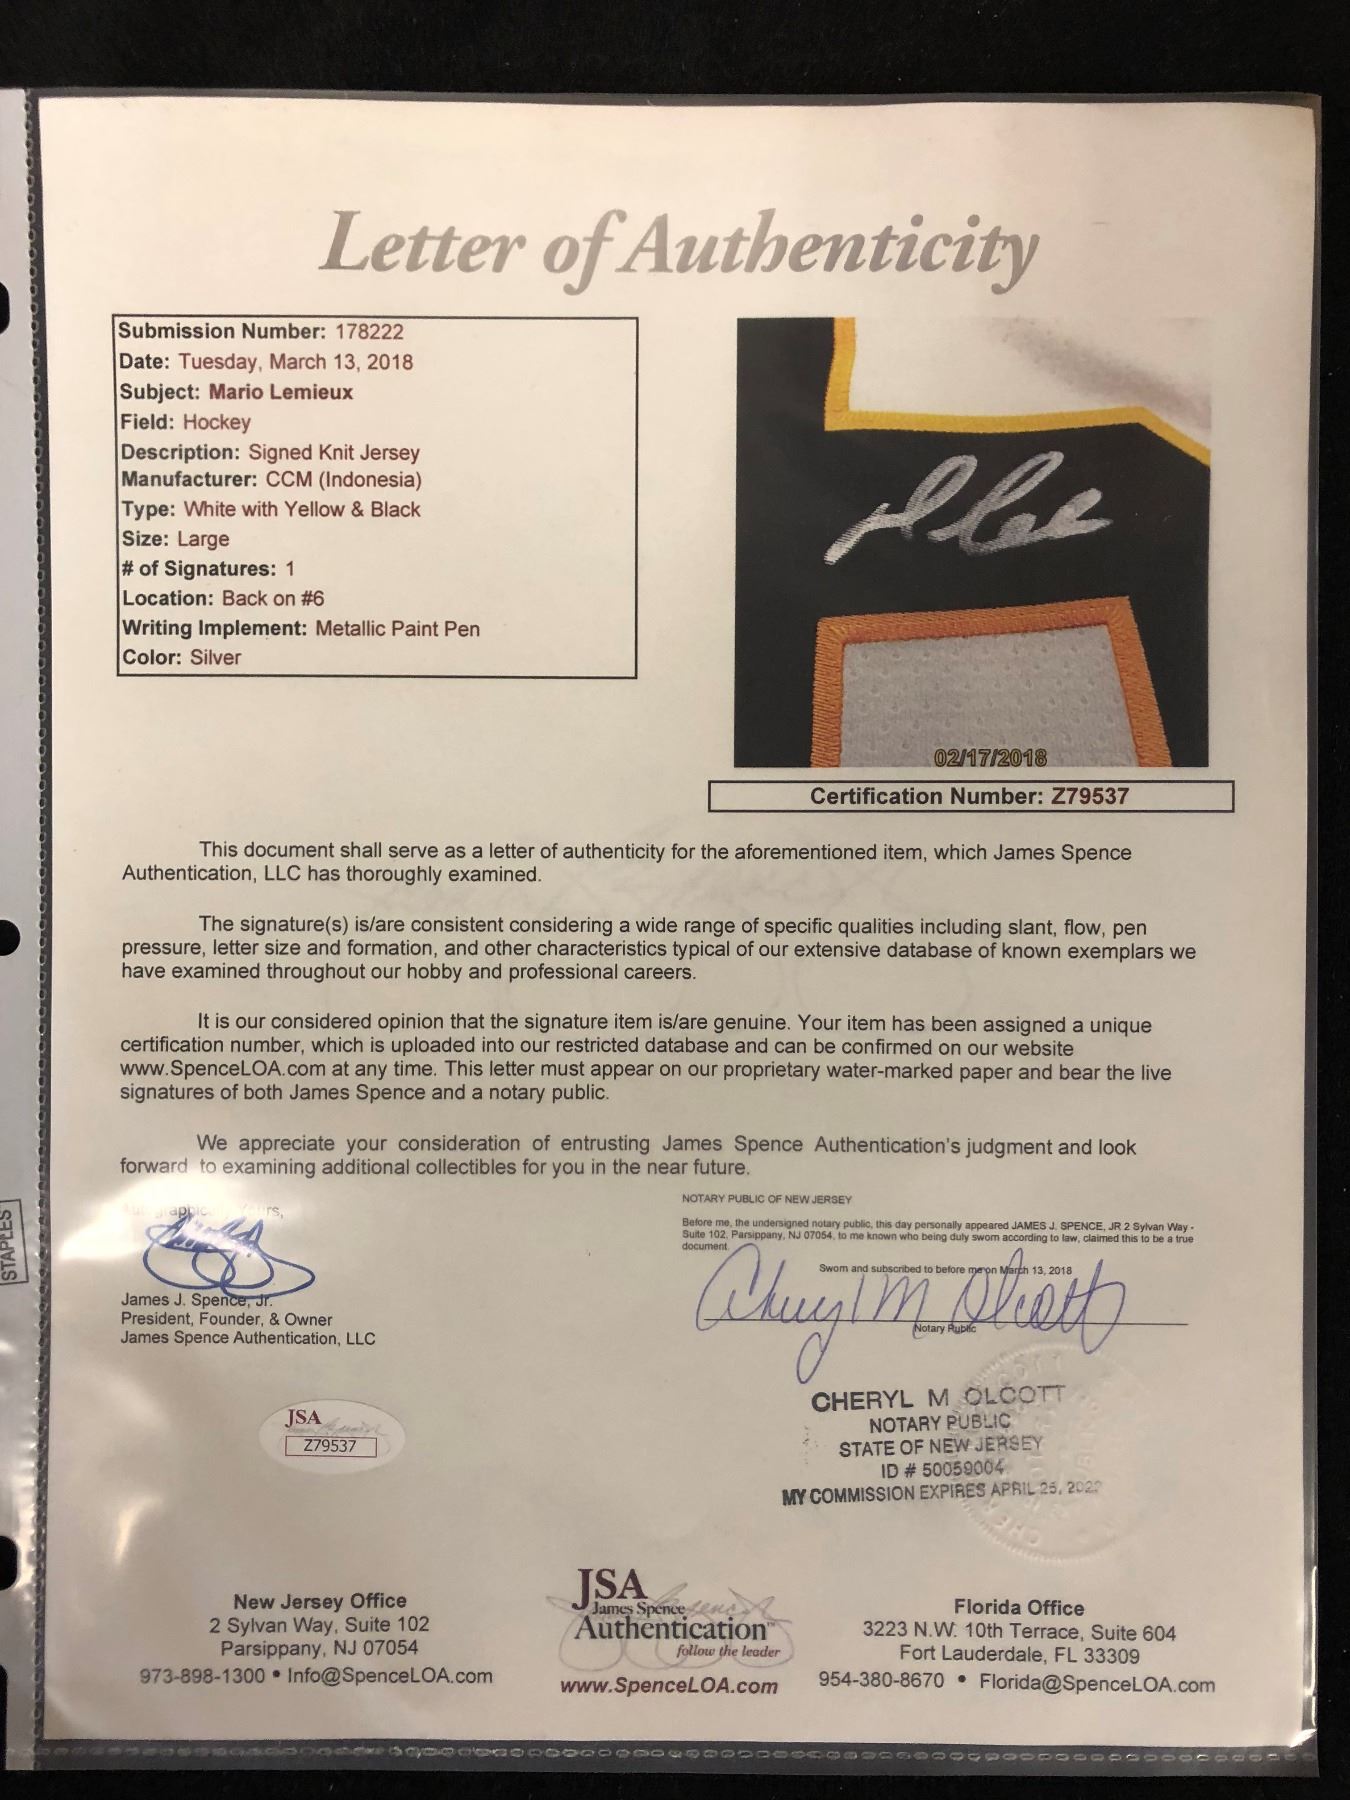 Letter of Authenticity
Submission Number: 178222
Date: Tuesday, March 13, 2018
Subject: Mario Lemieux
Field: Hockey
Description: Signed Knit Jersey
Manufacturer: CCM (Indonesia)
Type: White with Yellow & Black
Size: Large
# of Signatures: 1
Location: Back on #6
Writing Implement: Metallic Paint Pen
Color: Silver
02/17/2018
Certification Number: Z79537
This document shall serve as a letter of authenticity for the aforementioned item, which James Spence
Authentication, LLC has thoroughly examined.
The signature(s) is/are consistent considering a wide range of specific qualities including slant, flow, pen
pressure, letter size and formation, and other characteristics typical of our extensive database of known exemplars we
have examined throughout our hobby and professional careers.
It is our considered opinion that the signature item is/are genuine. Your item has been assigned a unique
certification number, which is uploaded into our restricted database and can be confirmed on our website
www.SpenceLOA.com at any time. This letter must appear on our proprietary water-marked paper and bear the live
signatures of both James Spence and a notary public.
We appreciate your consideration of entrusting James Spence Authentication's judgment and look
forward to examining additional collectibles for you in the near future.
James J. Spence, Jr.
President, Founder, & Owner
James Spence Authentication, LLC
NOTARY PUBLIC OF NEW JERSEY
Before me, the undersigned notary public, this day personally appeared JAMES J. SPENCE, JR 2 Sylvan Way -
Suite 102, Parsippany, NJ 07054, to me known who being duly sworn according to law, claimed this to be a true
document.
Sworn and subscribed to before me on March 13, 2018
Cheryl M Olcott
Notary Public
CHERYL M OLCOTT
NOTARY PUBLIC
STATE OF NEW JERSEY
ID # 50059004
MY COMMISSION EXPIRES APRIL 25,
JSA
Z79537
STAPLES
New Jersey Office
2 Sylvan Way, Suite 102
Parsippany, NJ 07054
973-898-1300 • Info@SpenceLOA.com
JSA
James Spence
Authentication™
follow the leader
www.SpenceLOA.com
Florida Office
3223 N.W. 10th Terrace, Suite 604
Fort Lauderdale, FL 33309
954-380-8670 • Florida@SpenceLOA.com